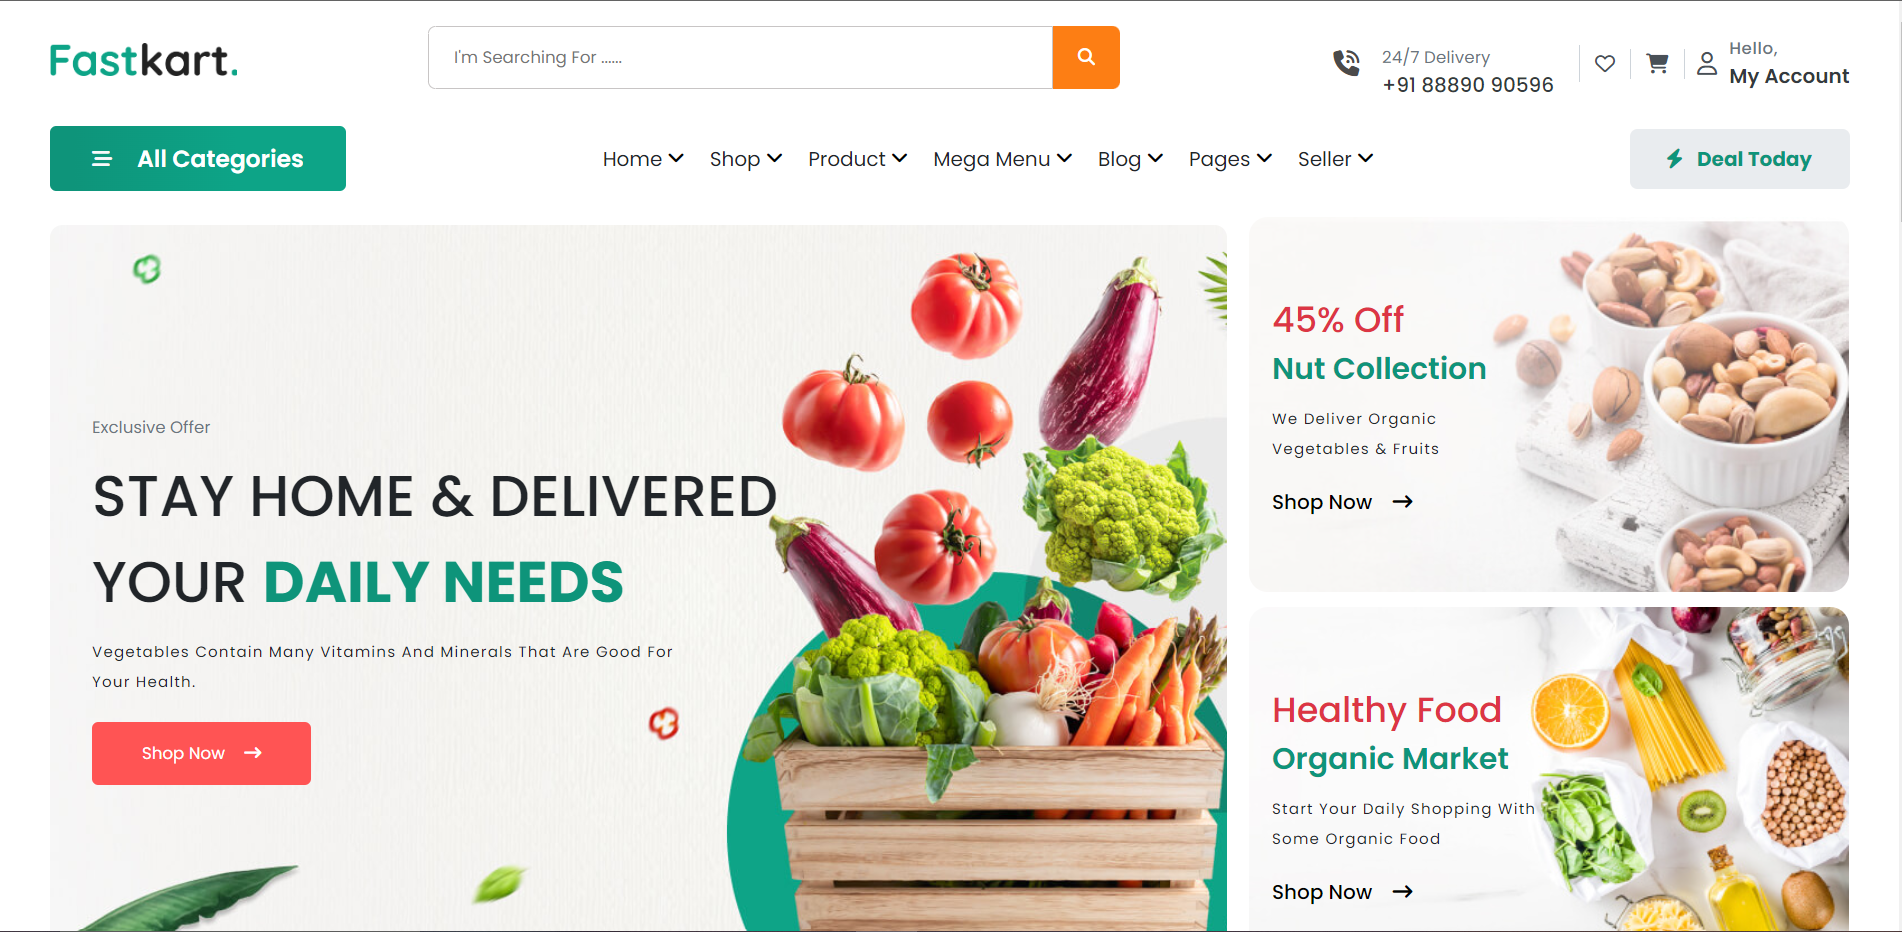 Fastkart.
I'm Searching For ......
24/7 Delivery
+91 88890 90596
Hello,
My Account
All Categories
Home
Shop
Product
Mega Menu
Blog
Pages
Seller
Deal Today
Exclusive Offer
STAY HOME & DELIVERED
YOUR DAILY NEEDS
Vegetables Contain Many Vitamins And Minerals That Are Good For
Your Health.
Shop Now
45% Off
Nut Collection
We Deliver Organic
Vegetables & Fruits
Shop Now
Healthy Food
Organic Market
Start Your Daily Shopping With
Some Organic Food
Shop Now